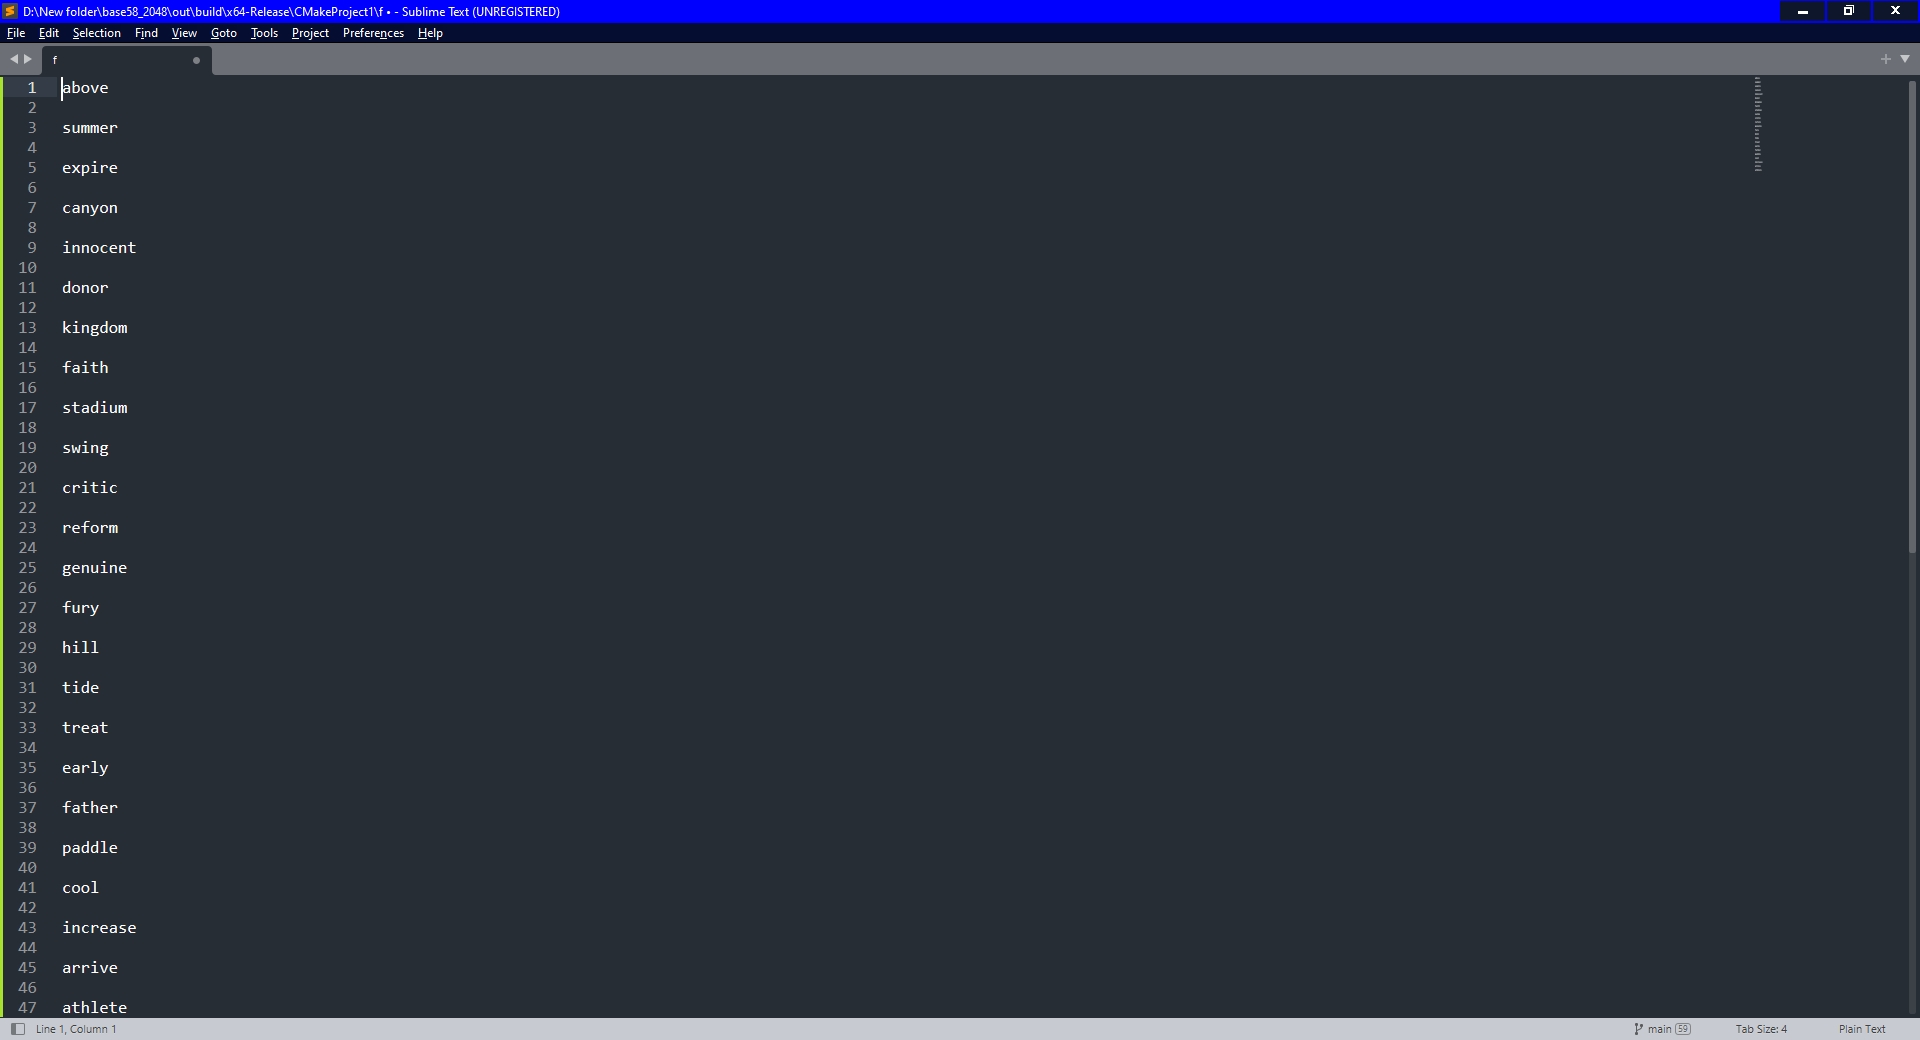 D:\New folder\base58_2048\out\build\x64-Release\CMakeProject1\f • - Sublime Text (UNREGISTERED)
File Edit Selection Find View Goto Tools Project Preferences Help
f
1 above
2
3 summer
4
5 expire
6
7 canyon
8
9 innocent
10
11 donor
12
13 kingdom
14
15 faith
16
17 stadium
18
19 swing
20
21 critic
22
23 reform
24
25 genuine
26
27 fury
28
29 hill
30
31 tide
32
33 treat
34
35 early
36
37 father
38
39 paddle
40
41 cool
42
43 increase
44
45 arrive
46
47 athlete
Line 1, Column 1 main 59 Tab Size: 4 Plain Text